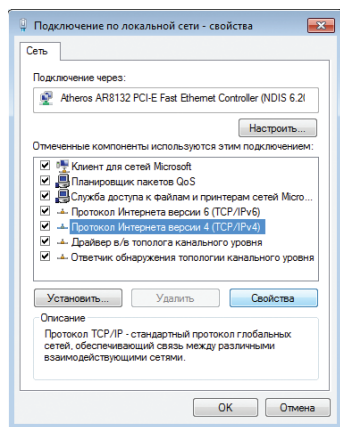 Подключение по локальной сети - свойства
Сеть
Подключение через:
Atheros AR8132 PCI-E Fast Ethernet Controller (NDIS 6.20
Настроить...
Отмеченные компоненты используются этим подключением:
Клиент для сетей Microsoft
Планировщик пакетов QoS
Служба доступа к файлам и принтерам сетей Micro...
Протокол Интернета версии 6 (TCP/IPv6)
Протокол Интернета версии 4 (TCP/IPv4)
Драйвер в/в тополога канального уровня
Ответчик обнаружения топологии канального уровня
Установить...
Удалить
Свойства
Описание
Протокол TCP/IP - стандартный протокол глобальных
сетей, обеспечивающий связь между различными
взаимодействующими сетями.
OK
Отмена